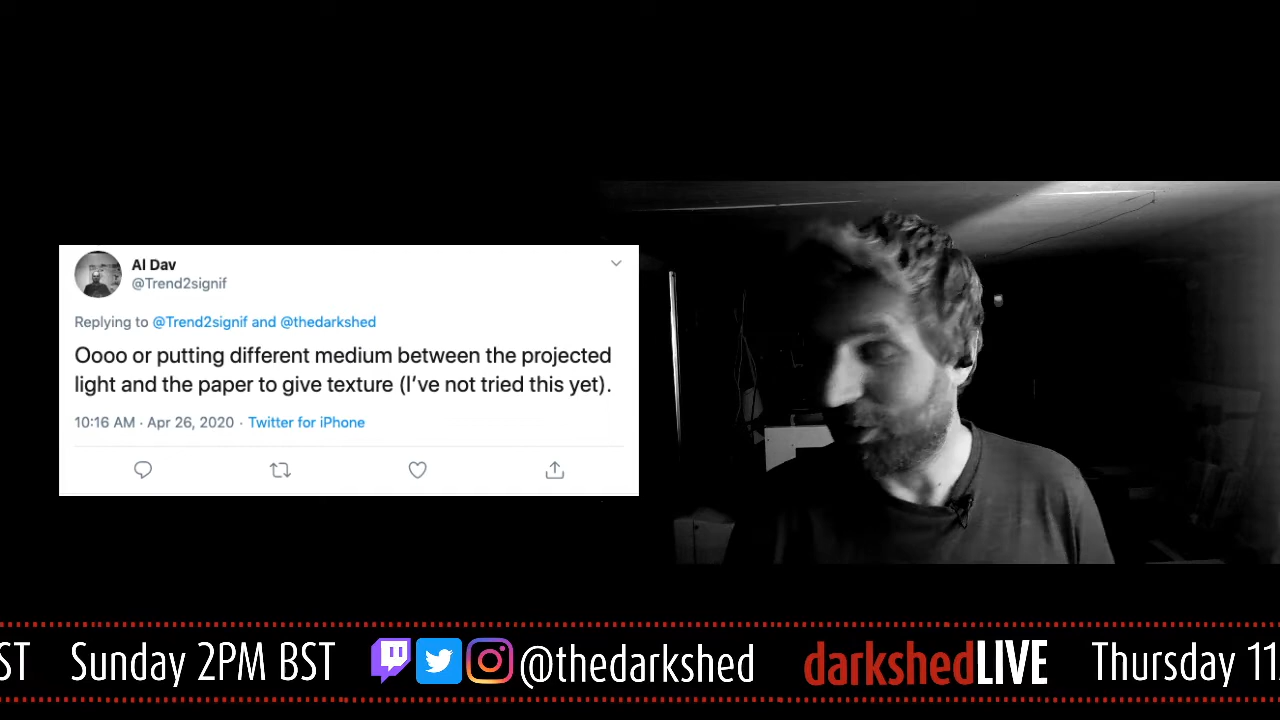 Al Dav
@Trend2signif
Replying to @Trend2signif and @thedarkshed
Oooo or putting different medium between the projected
light and the paper to give texture (I’ve not tried this yet).
10:16 AM · Apr 26, 2020 · Twitter for iPhone
ST Sunday 2PM BST @thedarkshed darkshedLIVE Thursday 11